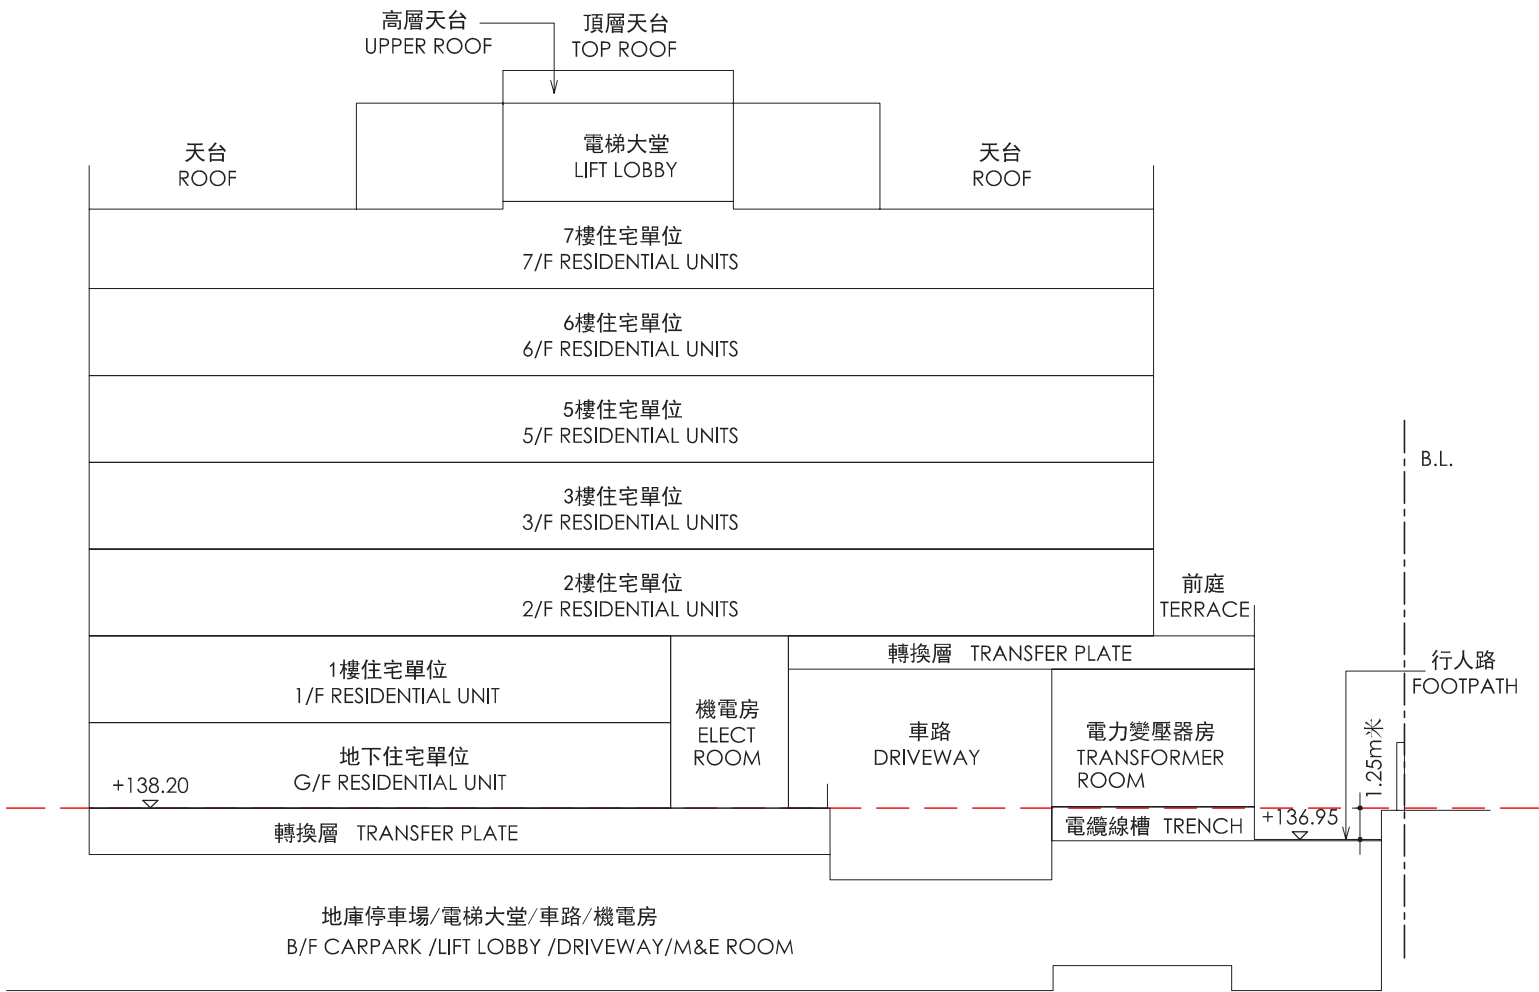 高層天台
UPPER ROOF
頂層天台
TOP ROOF
電梯大堂
LIFT LOBBY
天台
ROOF
天台
ROOF
7樓住宅單位
7/F RESIDENTIAL UNITS
6樓住宅單位
6/F RESIDENTIAL UNITS
5樓住宅單位
5/F RESIDENTIAL UNITS
B.L.
3樓住宅單位
3/F RESIDENTIAL UNITS
2樓住宅單位
2/F RESIDENTIAL UNITS
前庭
TERRACE
1樓住宅單位
1/F RESIDENTIAL UNIT
轉換層 TRANSFER PLATE
行人路
FOOTPATH
機電房
ELECT
ROOM
車路
DRIVEWAY
電力變壓器房
TRANSFORMER
ROOM
1.25m米
地下住宅單位
G/F RESIDENTIAL UNIT
+138.20
轉換層 TRANSFER PLATE
電纜線槽 TRENCH
+136.95
地庫停車場/電梯大堂/車路/機電房
B/F CARPARK /LIFT LOBBY /DRIVEWAY/M&E ROOM